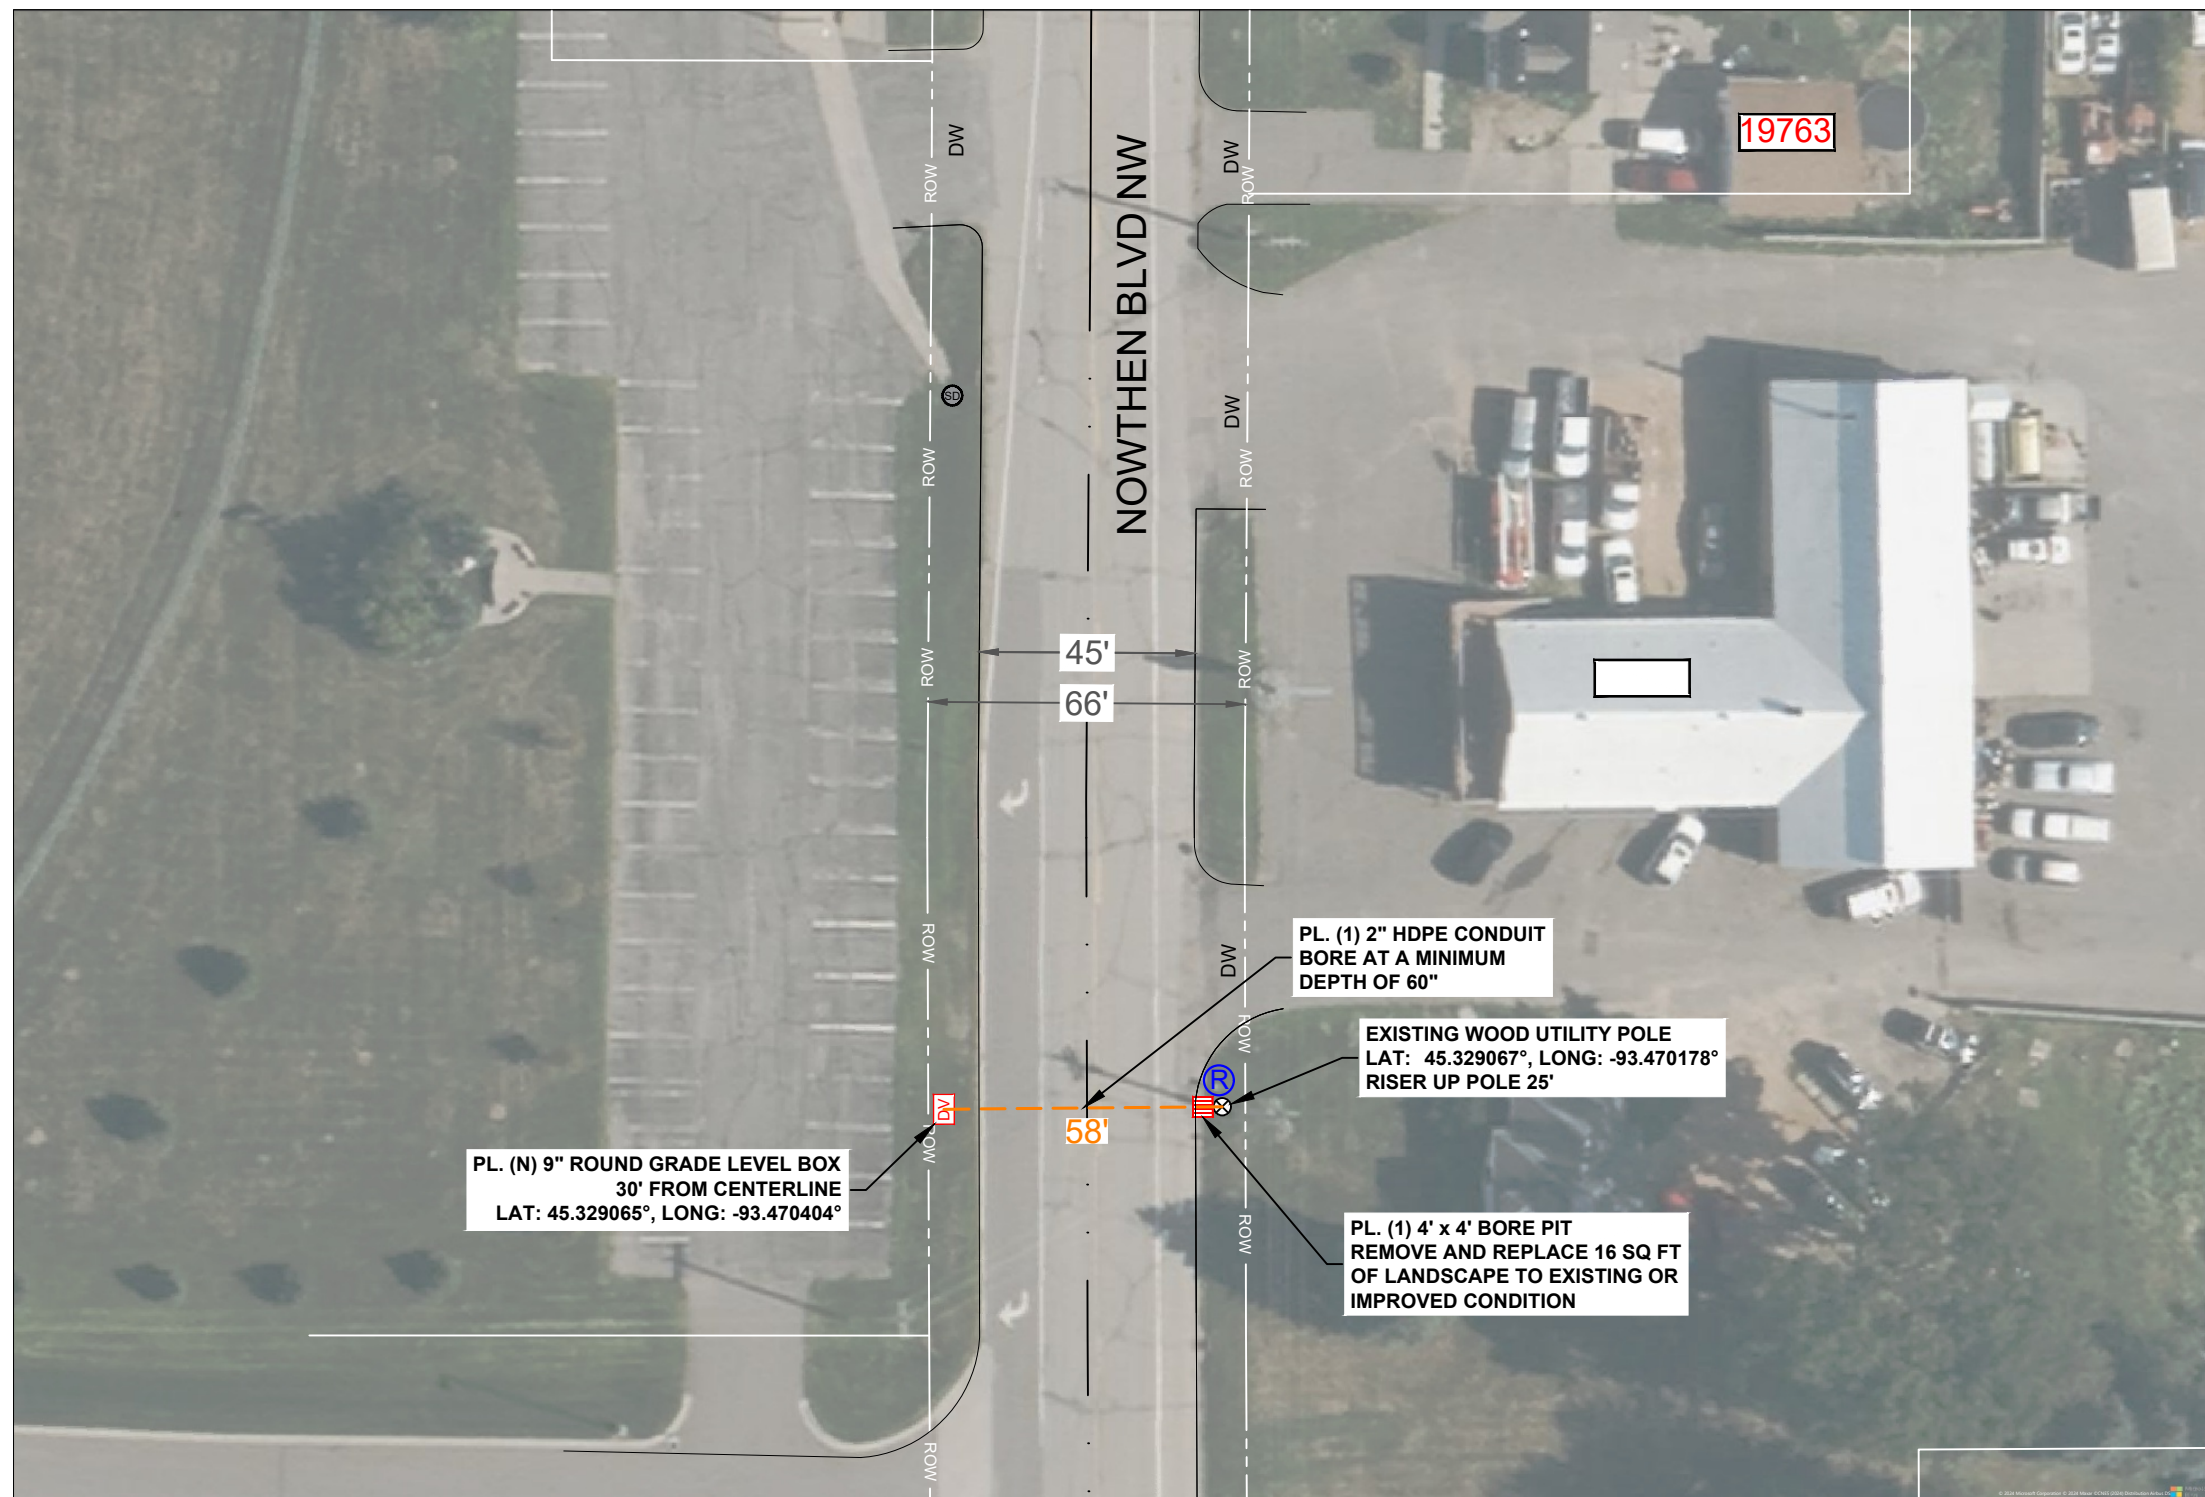 19763
DW
DW
ROW
ROW
NOWTHEN BLVD NW
SD
DW
ROW
ROW
45'
ROW
ROW
66'
ROW
DW
PL. (1) 2" HDPE CONDUIT
BORE AT A MINIMUM
DEPTH OF 60"
ROW
EXISTING WOOD UTILITY POLE
LAT: 45.329067°, LONG: -93.470178°
RISER UP POLE 25'
R
DV
58'
ROW
PL. (N) 9" ROUND GRADE LEVEL BOX
30' FROM CENTERLINE
LAT: 45.329065°, LONG: -93.470404°
ROW
PL. (1) 4' x 4' BORE PIT
REMOVE AND REPLACE 16 SQ FT
OF LANDSCAPE TO EXISTING OR
IMPROVED CONDITION
ROW